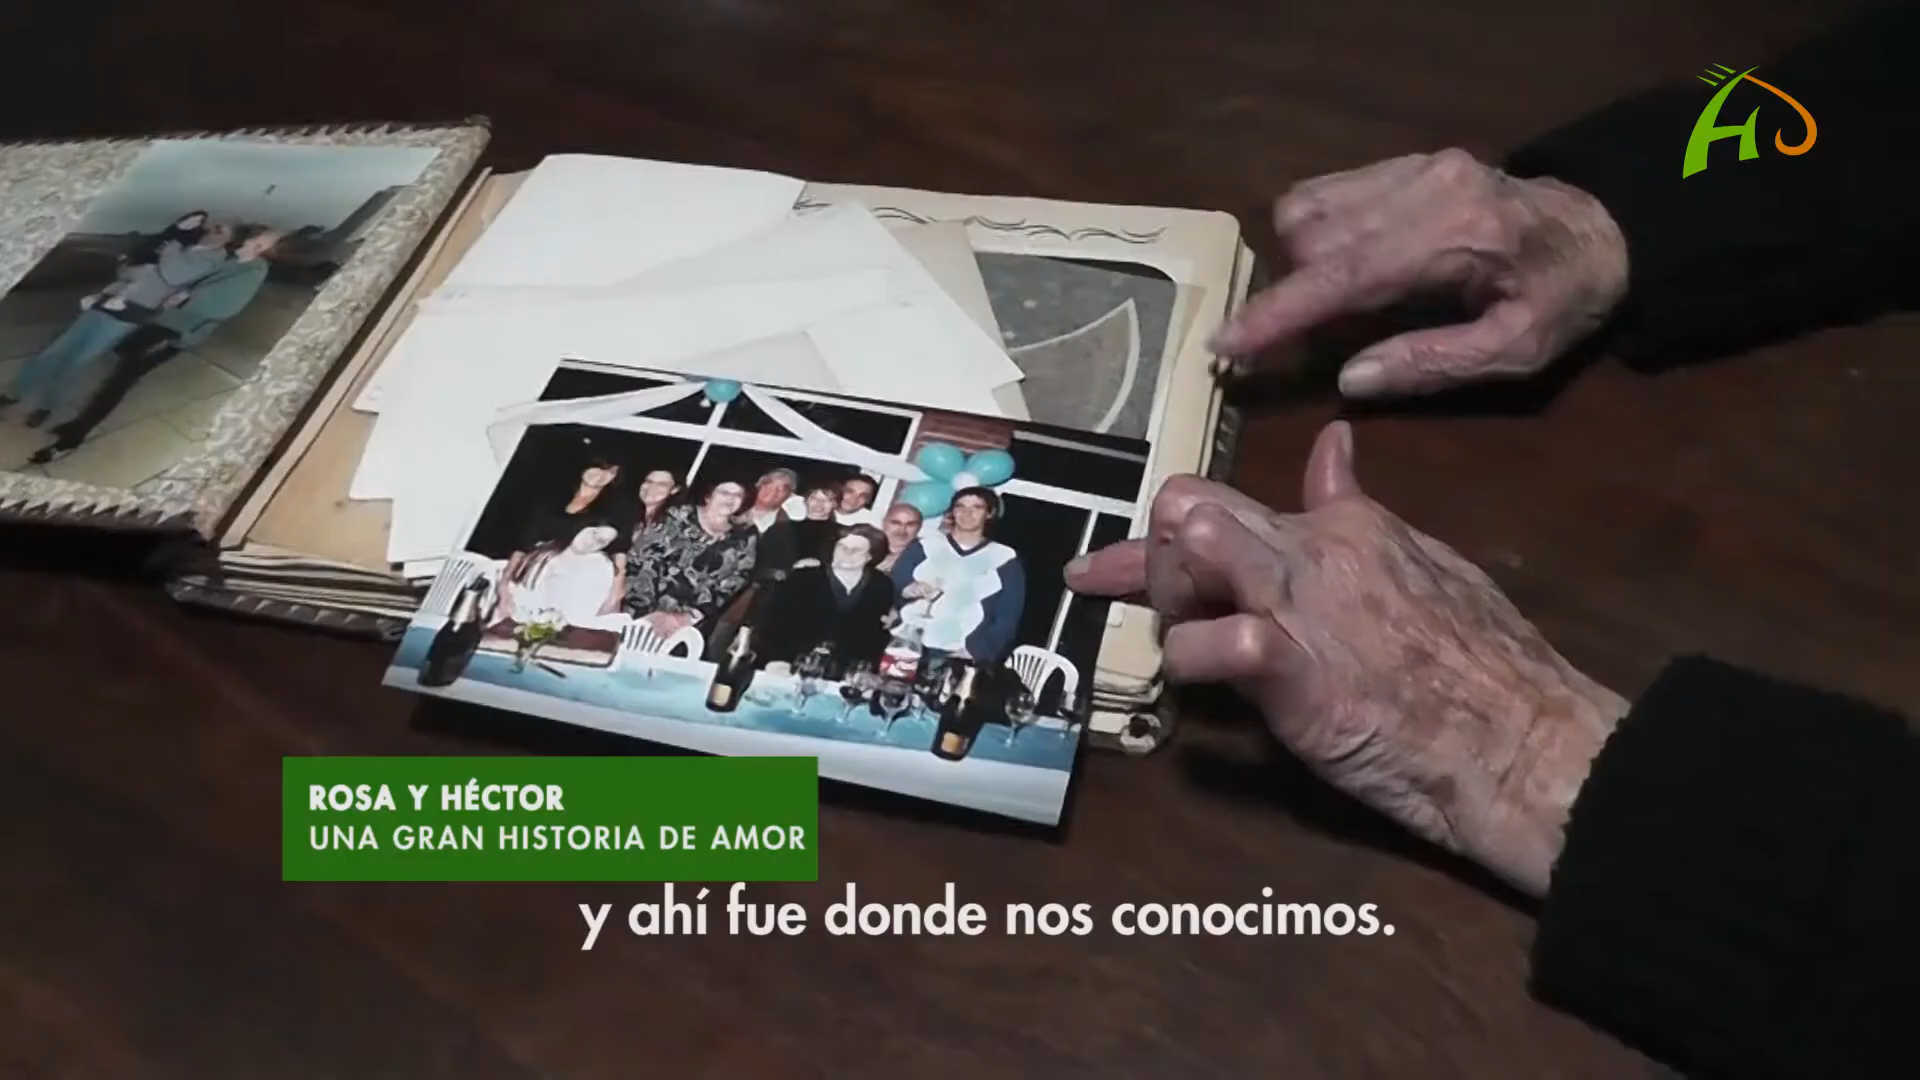 ROSA Y HÉCTOR
UNA GRAN HISTORIA DE AMOR
y ahí fue donde nos conocimos.